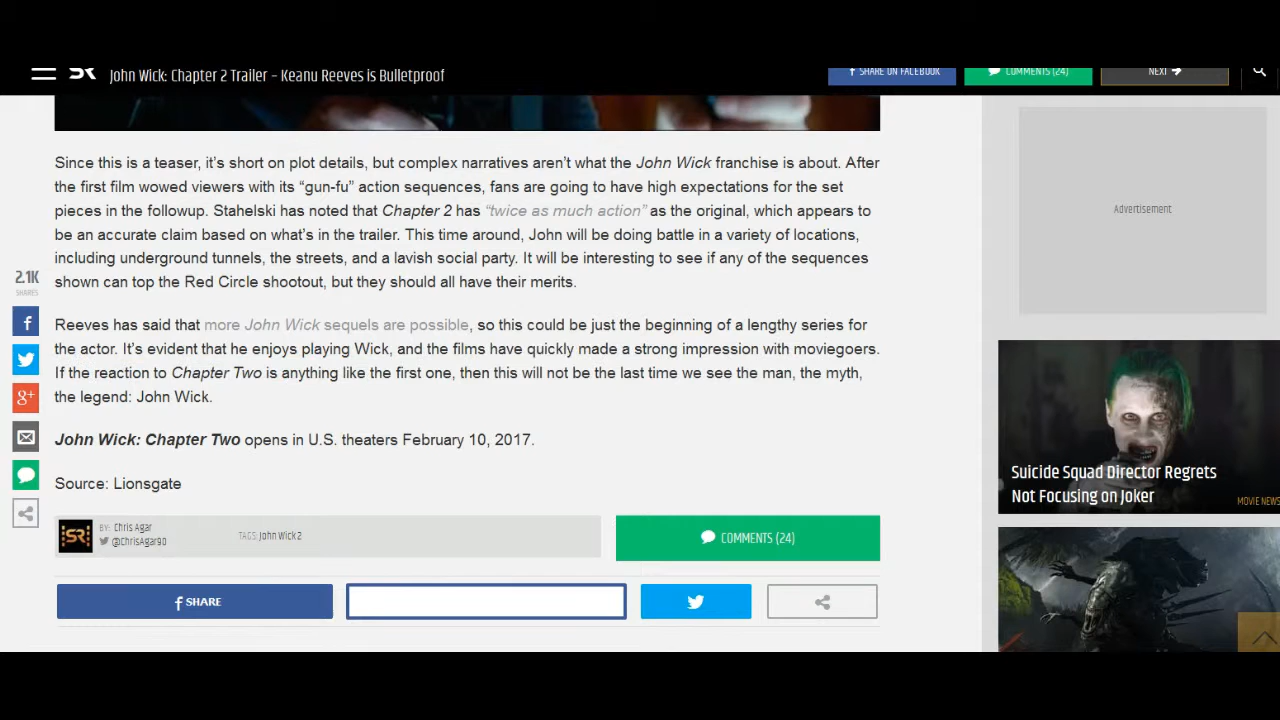 SR John Wick: Chapter 2 Trailer – Keanu Reeves is Bulletproof
SHARE ON FACEBOOK
COMMENTS (24)
NEXT
Since this is a teaser, it’s short on plot details, but complex narratives aren’t what the John Wick franchise is about. After
the first film wowed viewers with its “gun-fu” action sequences, fans are going to have high expectations for the set
pieces in the followup. Stahelski has noted that Chapter 2 has “twice as much action” as the original, which appears to
be an accurate claim based on what’s in the trailer. This time around, John will be doing battle in a variety of locations,
including underground tunnels, the streets, and a lavish social party. It will be interesting to see if any of the sequences
shown can top the Red Circle shootout, but they should all have their merits.
2.1K
SHARES
Reeves has said that more John Wick sequels are possible, so this could be just the beginning of a lengthy series for
the actor. It’s evident that he enjoys playing Wick, and the films have quickly made a strong impression with moviegoers.
If the reaction to Chapter Two is anything like the first one, then this will not be the last time we see the man, the myth,
the legend: John Wick.
John Wick: Chapter Two opens in U.S. theaters February 10, 2017.
Source: Lionsgate
SR
BY: Chris Agar
@ChrisAgar90
TAGS: John Wick 2
COMMENTS (24)
f SHARE
Advertisement
Suicide Squad Director Regrets
Not Focusing on Joker
MOVIE NEWS